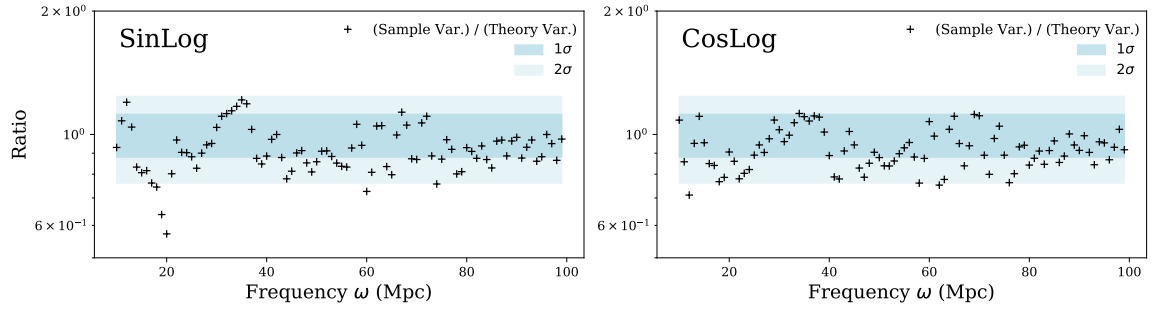 SinLog
(Sample Var.) / (Theory Var.)
1σ
2σ
Ratio
2 × 10⁰
10⁰
6 × 10⁻¹
20 40 60 80 100
Frequency ω (Mpc)
CosLog
(Sample Var.) / (Theory Var.)
1σ
2σ
2 × 10⁰
10⁰
6 × 10⁻¹
20 40 60 80 100
Frequency ω (Mpc)